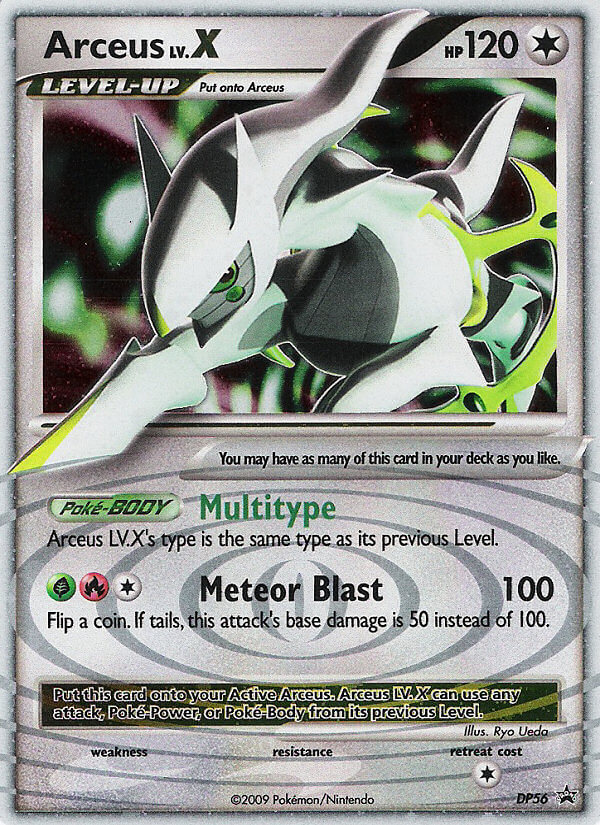 Arceus LV.X HP 120
LEVEL-UP Put onto Arceus
You may have as many of this card in your deck as you like.
Poké-BODY Multitype
Arceus LV.X's type is the same type as its previous Level.
Meteor Blast 100
Flip a coin. If tails, this attack's base damage is 50 instead of 100.
Put this card onto your Active Arceus. Arceus LV. X can use any
attack, Poké-Power, or Poké-Body from its previous Level.
Illus. Ryo Ueda
weakness resistance retreat cost
©2009 Pokémon/Nintendo DP56